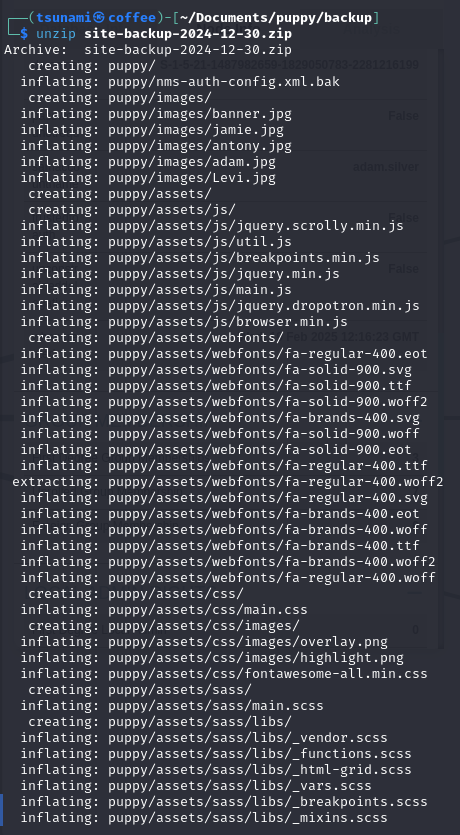 ┌──(tsunami㉿coffee)-[~/Documents/puppy/backup]
└─$ unzip site-backup-2024-12-30.zip
Archive:  site-backup-2024-12-30.zip
   creating: puppy/
  inflating: puppy/nms-auth-config.xml.bak
   creating: puppy/images/
  inflating: puppy/images/banner.jpg
  inflating: puppy/images/jamie.jpg
  inflating: puppy/images/antony.jpg
  inflating: puppy/images/adam.jpg
  inflating: puppy/images/Levi.jpg
   creating: puppy/assets/
   creating: puppy/assets/js/
  inflating: puppy/assets/js/jquery.scrolly.min.js
  inflating: puppy/assets/js/util.js
  inflating: puppy/assets/js/breakpoints.min.js
  inflating: puppy/assets/js/jquery.min.js
  inflating: puppy/assets/js/main.js
  inflating: puppy/assets/js/jquery.dropotron.min.js
  inflating: puppy/assets/js/browser.min.js
   creating: puppy/assets/webfonts/
  inflating: puppy/assets/webfonts/fa-regular-400.eot
  inflating: puppy/assets/webfonts/fa-solid-900.svg
  inflating: puppy/assets/webfonts/fa-solid-900.ttf
  inflating: puppy/assets/webfonts/fa-solid-900.woff2
  inflating: puppy/assets/webfonts/fa-brands-400.svg
  inflating: puppy/assets/webfonts/fa-solid-900.woff
  inflating: puppy/assets/webfonts/fa-solid-900.eot
  inflating: puppy/assets/webfonts/fa-regular-400.ttf
 extracting: puppy/assets/webfonts/fa-regular-400.woff2
  inflating: puppy/assets/webfonts/fa-regular-400.svg
  inflating: puppy/assets/webfonts/fa-brands-400.eot
  inflating: puppy/assets/webfonts/fa-brands-400.woff
  inflating: puppy/assets/webfonts/fa-brands-400.ttf
  inflating: puppy/assets/webfonts/fa-brands-400.woff2
  inflating: puppy/assets/webfonts/fa-regular-400.woff
   creating: puppy/assets/css/
  inflating: puppy/assets/css/main.css
   creating: puppy/assets/css/images/
  inflating: puppy/assets/css/images/overlay.png
  inflating: puppy/assets/css/images/highlight.png
  inflating: puppy/assets/css/fontawesome-all.min.css
   creating: puppy/assets/sass/
  inflating: puppy/assets/sass/main.scss
   creating: puppy/assets/sass/libs/
  inflating: puppy/assets/sass/libs/_vendor.scss
  inflating: puppy/assets/sass/libs/_functions.scss
  inflating: puppy/assets/sass/libs/_html-grid.scss
  inflating: puppy/assets/sass/libs/_vars.scss
  inflating: puppy/assets/sass/libs/_breakpoints.scss
  inflating: puppy/assets/sass/libs/_mixins.scss